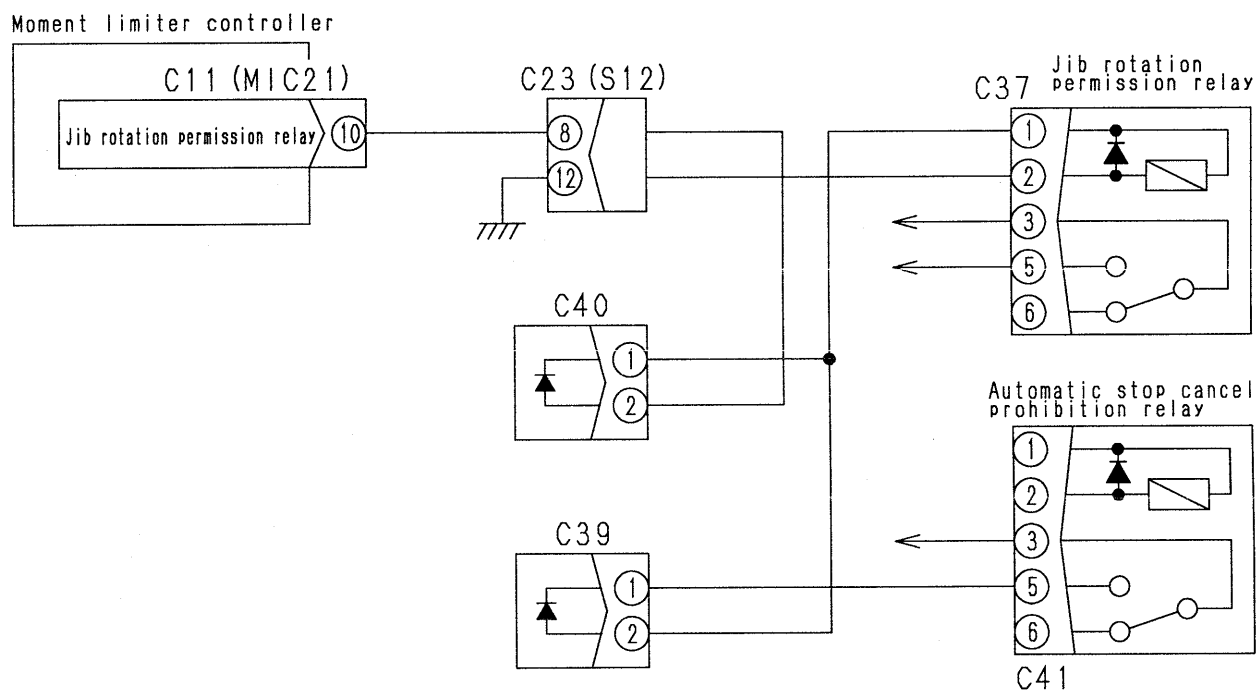 Moment limiter controller
C11 (MIC21)
Jib rotation permission relay
10
C23 (S12)
8
12
C37
Jib rotation
permission relay
1
2
3
5
6
C40
1
2
C39
1
2
Automatic stop cancel
prohibition relay
1
2
3
5
6
C41